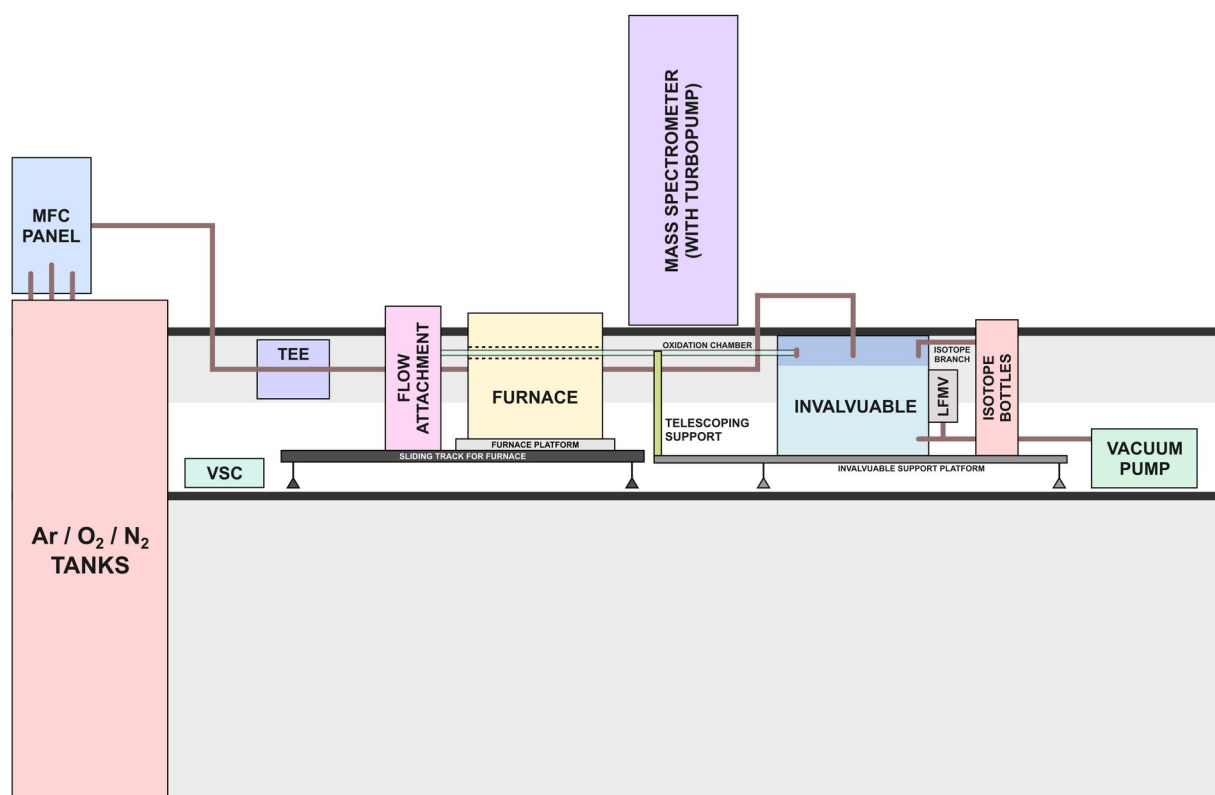 MASS SPECTROMETER
(WITH TURBOPUMP)
MFC
PANEL
TEE
FLOW
ATTACHMENT
FURNACE
OXIDATION CHAMBER
INVALVUABLE
ISOTOPE
BRANCH
LFMV
ISOTOPE
BOTTLES
TELESCOPING
SUPPORT
FURNACE PLATFORM
SLIDING TRACK FOR FURNACE
INVALVUABLE SUPPORT PLATFORM
VSC
VACUUM
PUMP
Ar / O₂ / N₂
TANKS